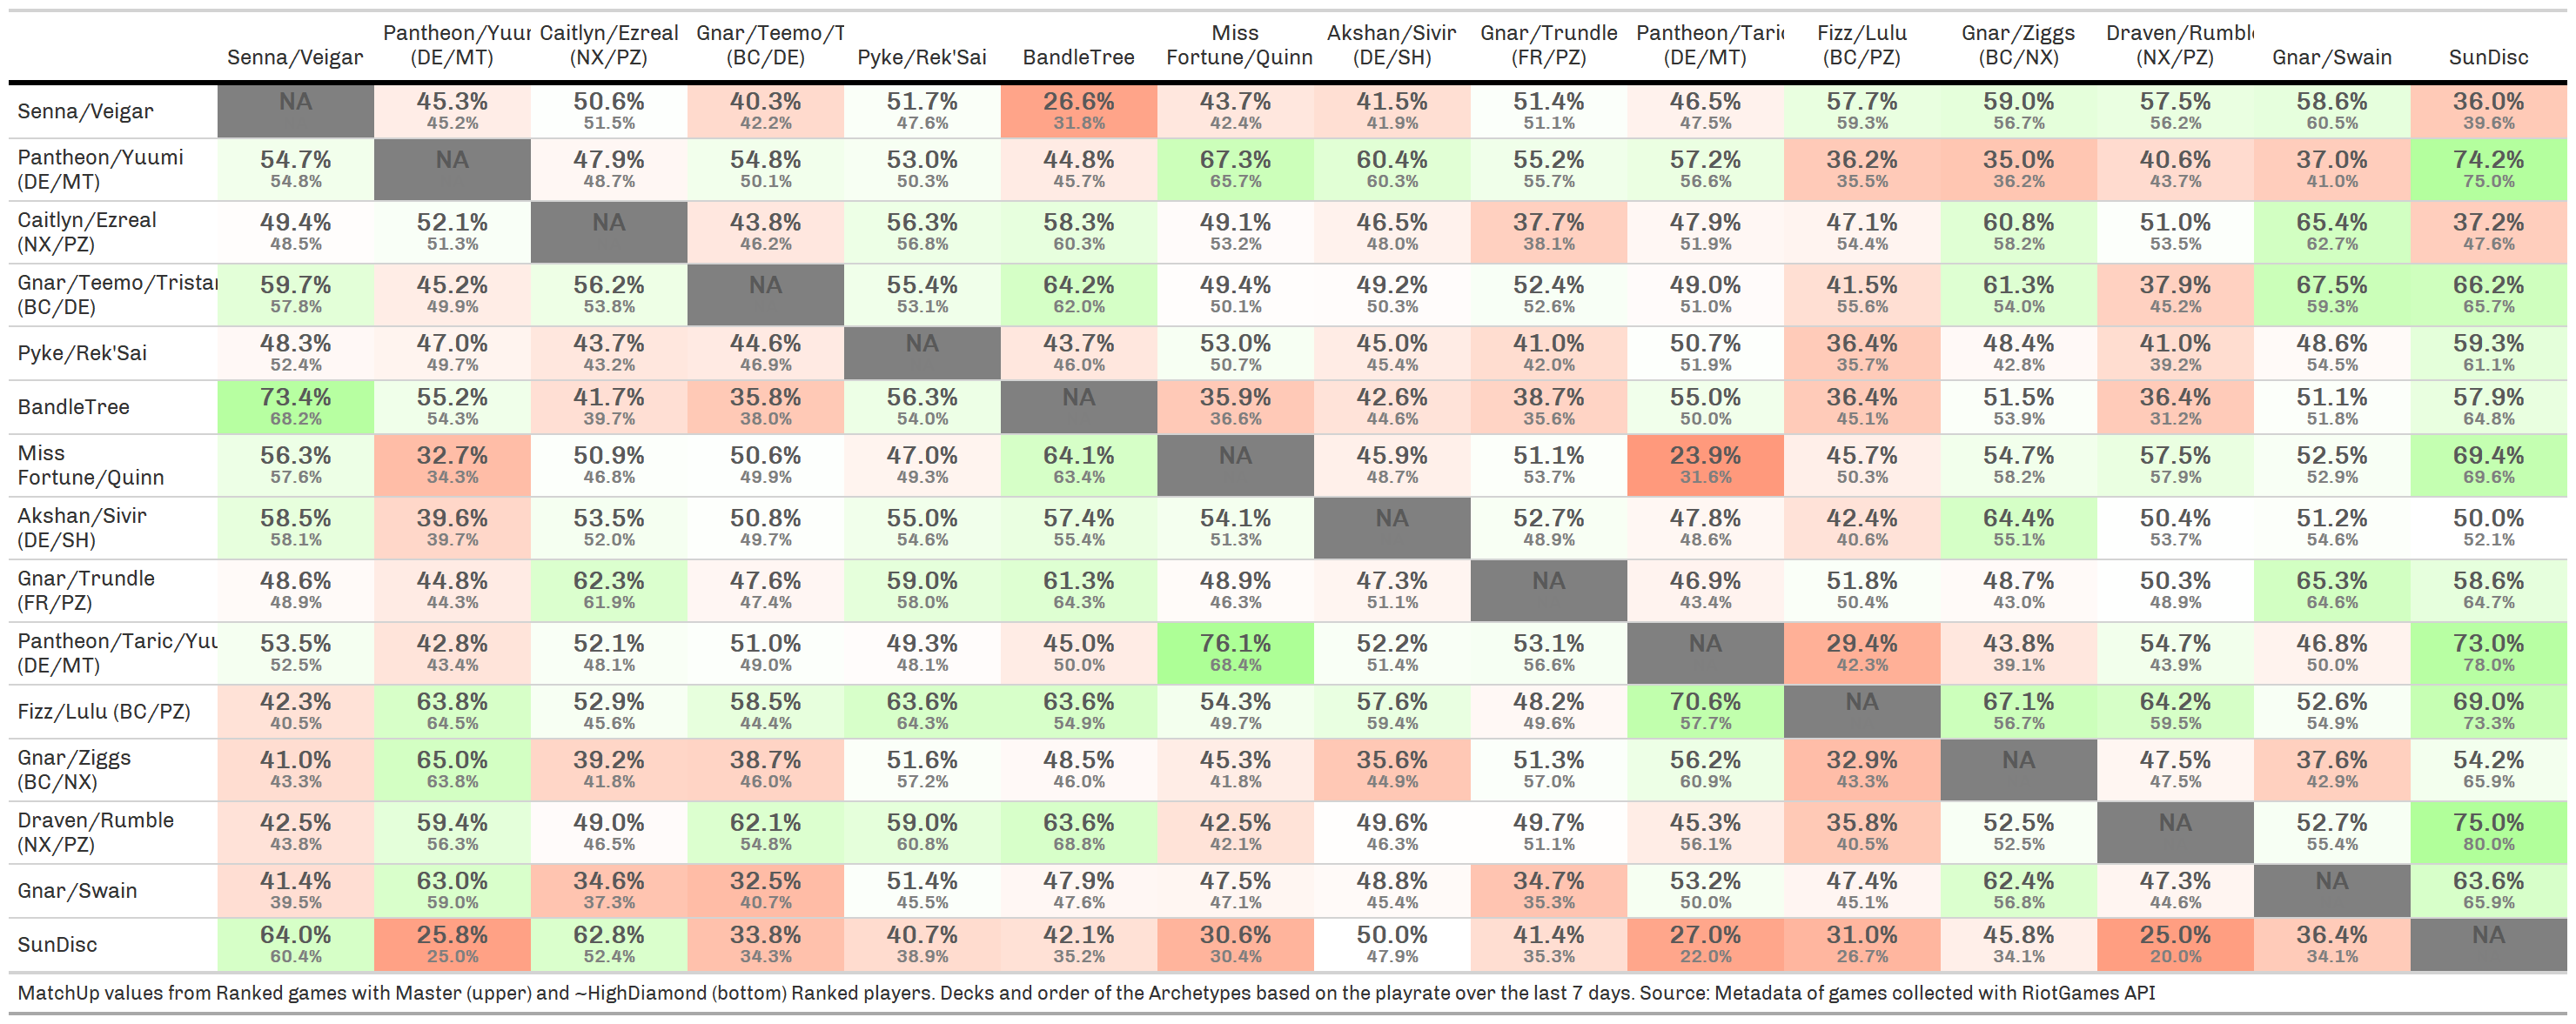 Senna/Veigar Pantheon/Yuu (DE/MT) Caitlyn/Ezreal (NX/PZ) Gnar/Teemo/T (BC/DE) Pyke/Rek'Sai BandleTree Miss Fortune/Quinn Akshan/Sivir (DE/SH) Gnar/Trundle (FR/PZ) Pantheon/Tari (DE/MT) Fizz/Lulu (BC/PZ) Gnar/Ziggs (BC/NX) Draven/Rumbl (NX/PZ) Gnar/Swain SunDisc
Senna/Veigar NA 45.3% 50.6% 40.3% 51.7% 26.6% 43.7% 41.5% 51.4% 46.5% 57.7% 59.0% 57.5% 58.6% 36.0%
45.2% 51.5% 42.2% 47.6% 31.8% 42.4% 41.9% 51.1% 47.5% 59.3% 56.7% 56.2% 60.5% 39.6%
Pantheon/Yuumi 54.7% NA 47.9% 54.8% 53.0% 44.8% 67.3% 60.4% 55.2% 57.2% 36.2% 35.0% 40.6% 37.0% 74.2%
(DE/MT) 54.8% 48.7% 50.1% 50.3% 45.7% 65.7% 60.3% 55.7% 56.6% 35.5% 36.2% 43.7% 41.0% 75.0%
Caitlyn/Ezreal 49.4% 52.1% NA 43.8% 56.3% 58.3% 49.1% 46.5% 37.7% 47.9% 47.1% 60.8% 51.0% 65.4% 37.2%
(NX/PZ) 48.5% 51.3% 46.2% 56.8% 60.3% 53.2% 48.0% 38.1% 51.9% 54.4% 58.2% 53.5% 62.7% 47.6%
Gnar/Teemo/Trista 59.7% 45.2% 56.2% NA 55.4% 64.2% 49.4% 49.2% 52.4% 49.0% 41.5% 61.3% 37.9% 67.5% 66.2%
(BC/DE) 57.8% 49.9% 53.8% 53.1% 62.0% 50.1% 50.3% 52.6% 51.0% 55.6% 54.0% 45.2% 59.3% 65.7%
Pyke/Rek'Sai 48.3% 47.0% 43.7% 44.6% NA 43.7% 53.0% 45.0% 41.0% 50.7% 36.4% 48.4% 41.0% 48.6% 59.3%
52.4% 49.7% 43.2% 46.9% 46.0% 50.7% 45.4% 42.0% 51.9% 35.7% 42.8% 39.2% 54.5% 61.1%
BandleTree 73.4% 55.2% 41.7% 35.8% 56.3% NA 35.9% 42.6% 38.7% 55.0% 36.4% 51.5% 36.4% 51.1% 57.9%
68.2% 54.3% 39.7% 38.0% 54.0% 36.6% 44.6% 35.6% 50.0% 45.1% 53.9% 31.2% 51.8% 64.8%
Miss 56.3% 32.7% 50.9% 50.6% 47.0% 64.1% NA 45.9% 51.1% 23.9% 45.7% 54.7% 57.5% 52.5% 69.4%
Fortune/Quinn 57.6% 34.3% 46.8% 49.9% 49.3% 63.4% 48.7% 53.7% 31.6% 50.3% 58.2% 57.9% 52.9% 69.6%
Akshan/Sivir 58.5% 39.6% 53.5% 50.8% 55.0% 57.4% 54.1% NA 52.7% 47.8% 42.4% 64.4% 50.4% 51.2% 50.0%
(DE/SH) 58.1% 39.7% 52.0% 49.7% 54.6% 55.4% 51.3% 48.9% 48.6% 40.6% 55.1% 53.7% 54.6% 52.1%
Gnar/Trundle 48.6% 44.8% 62.3% 47.6% 59.0% 61.3% 48.9% 47.3% NA 46.9% 51.8% 48.7% 50.3% 65.3% 58.6%
(FR/PZ) 48.9% 44.3% 61.9% 47.4% 58.0% 64.3% 46.3% 51.1% 43.4% 50.4% 43.0% 48.9% 64.6% 64.7%
Pantheon/Taric/Yuu 53.5% 42.8% 52.1% 51.0% 49.3% 45.0% 76.1% 52.2% 53.1% NA 29.4% 43.8% 54.7% 46.8% 73.0%
(DE/MT) 52.5% 43.4% 48.1% 49.0% 48.1% 50.0% 68.4% 51.4% 56.6% 42.3% 39.1% 43.9% 50.0% 78.0%
Fizz/Lulu (BC/PZ) 42.3% 63.8% 52.9% 58.5% 63.6% 63.6% 54.3% 57.6% 48.2% 70.6% NA 67.1% 64.2% 52.6% 69.0%
40.5% 64.5% 45.6% 44.4% 64.3% 54.9% 49.7% 59.4% 49.6% 57.7% 56.7% 59.5% 54.9% 73.3%
Gnar/Ziggs 41.0% 65.0% 39.2% 38.7% 51.6% 48.5% 45.3% 35.6% 51.3% 56.2% 32.9% NA 47.5% 37.6% 54.2%
(BC/NX) 43.3% 63.8% 41.8% 46.0% 57.2% 46.0% 41.8% 44.9% 57.0% 60.9% 43.3% 47.5% 42.9% 65.9%
Draven/Rumble 42.5% 59.4% 49.0% 62.1% 59.0% 63.6% 42.5% 49.6% 49.7% 45.3% 35.8% 52.5% NA 52.7% 75.0%
(NX/PZ) 43.8% 56.3% 46.5% 54.8% 60.8% 68.8% 42.1% 46.3% 51.1% 56.1% 40.5% 52.5% 55.4% 80.0%
Gnar/Swain 41.4% 63.0% 34.6% 32.5% 51.4% 47.9% 47.5% 48.8% 34.7% 53.2% 47.4% 62.4% 47.3% NA 63.6%
39.5% 59.0% 37.3% 40.7% 45.5% 47.6% 47.1% 45.4% 35.3% 50.0% 45.1% 56.8% 44.6% 65.9%
SunDisc 64.0% 25.8% 62.8% 33.8% 40.7% 42.1% 30.6% 50.0% 41.4% 27.0% 31.0% 45.8% 25.0% 36.4% NA
60.4% 25.0% 52.4% 34.3% 38.9% 35.2% 30.4% 47.9% 35.3% 22.0% 26.7% 34.1% 20.0% 34.1%
MatchUp values from Ranked games with Master (upper) and ~HighDiamond (bottom) Ranked players. Decks and order of the Archetypes based on the playrate over the last 7 days. Source: Metadata of games collected with RiotGames API